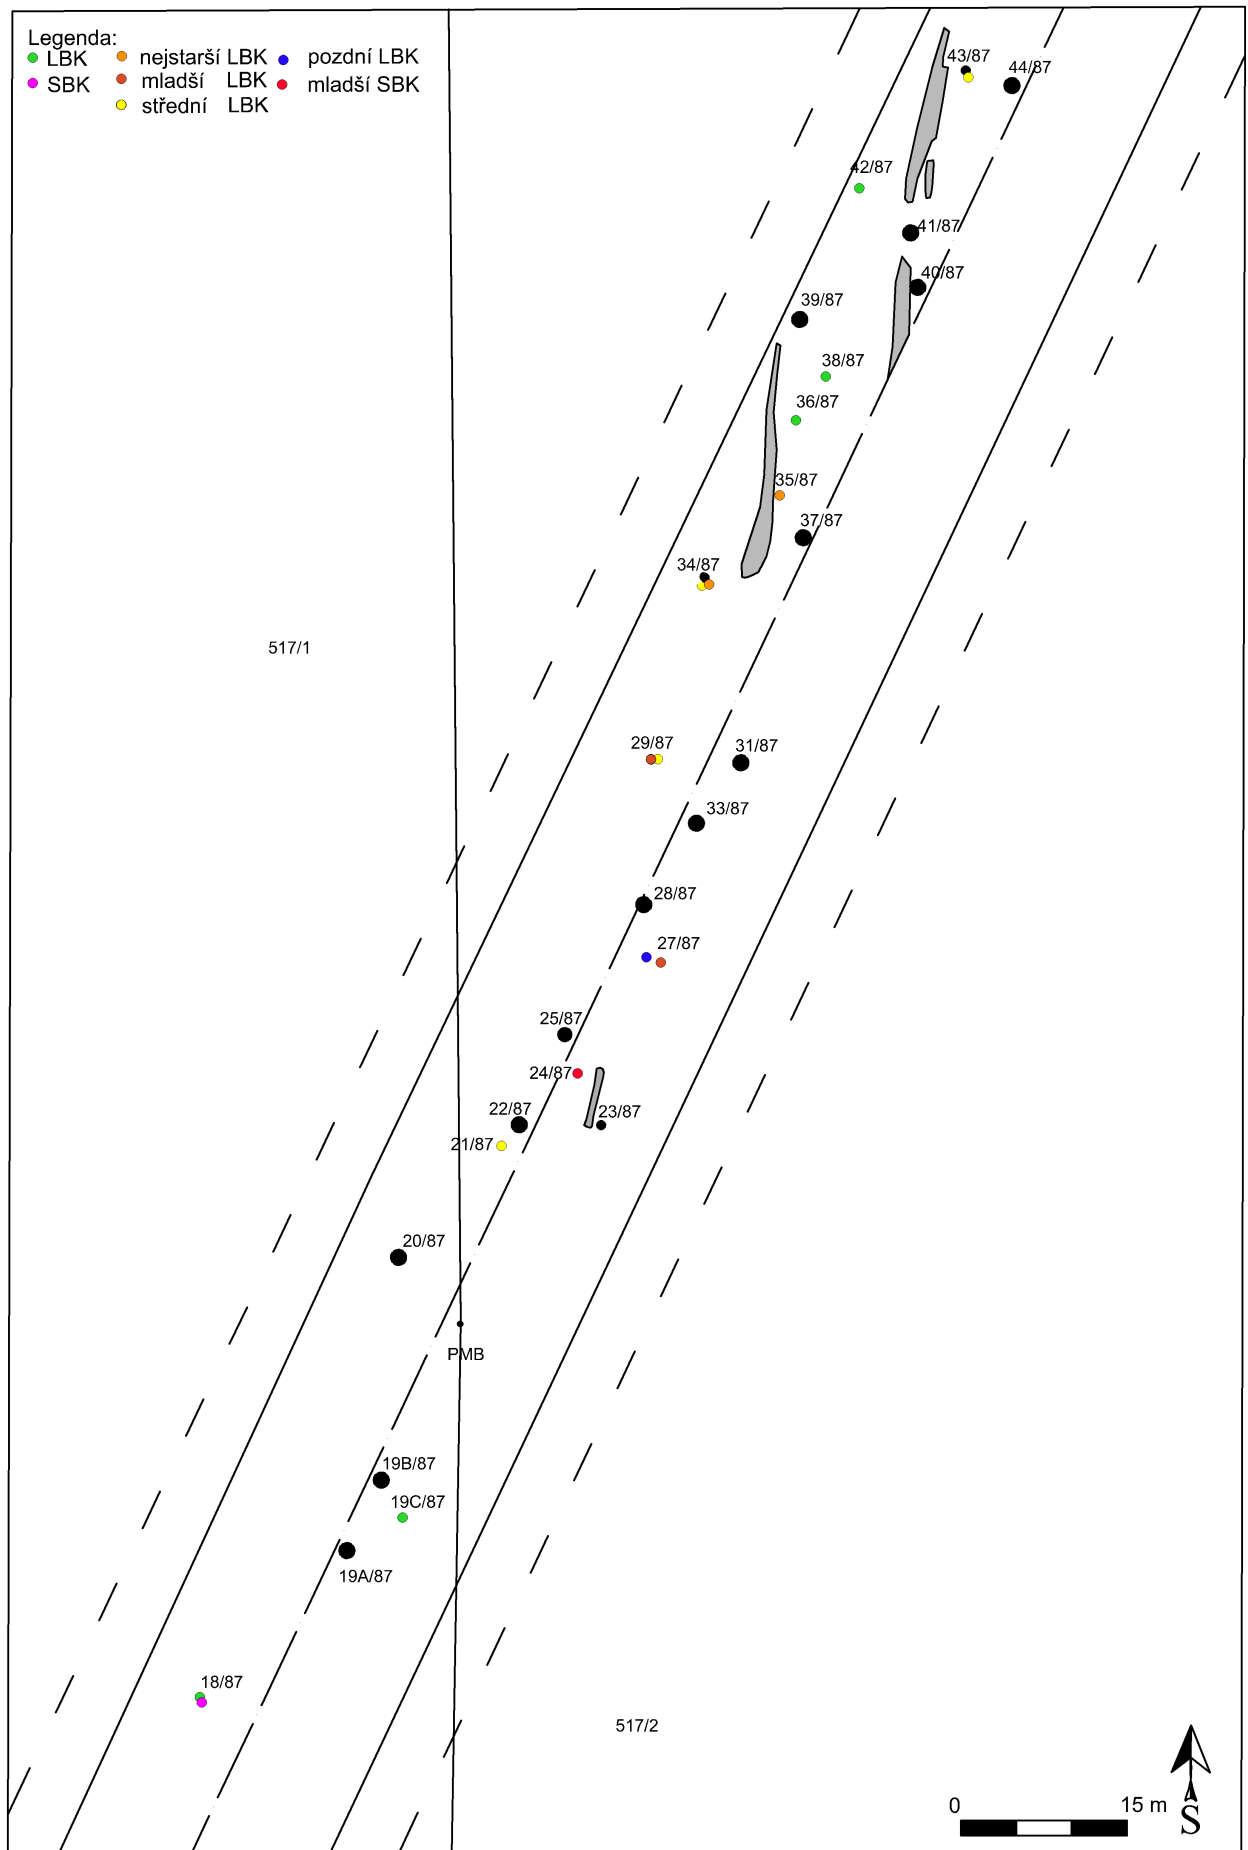 Legenda:
LBK
SBK
nejstarší LBK
mladší LBK
střední LBK
pozdní LBK
mladší SBK
43/87
44/87
42/87
41/87
40/87
39/87
38/87
36/87
35/87
37/87
34/87
517/1
29/87
31/87
33/87
28/87
27/87
25/87
24/87
22/87
23/87
21/87
20/87
PMB
19B/87
19C/87
19A/87
18/87
517/2
0
15 m
S